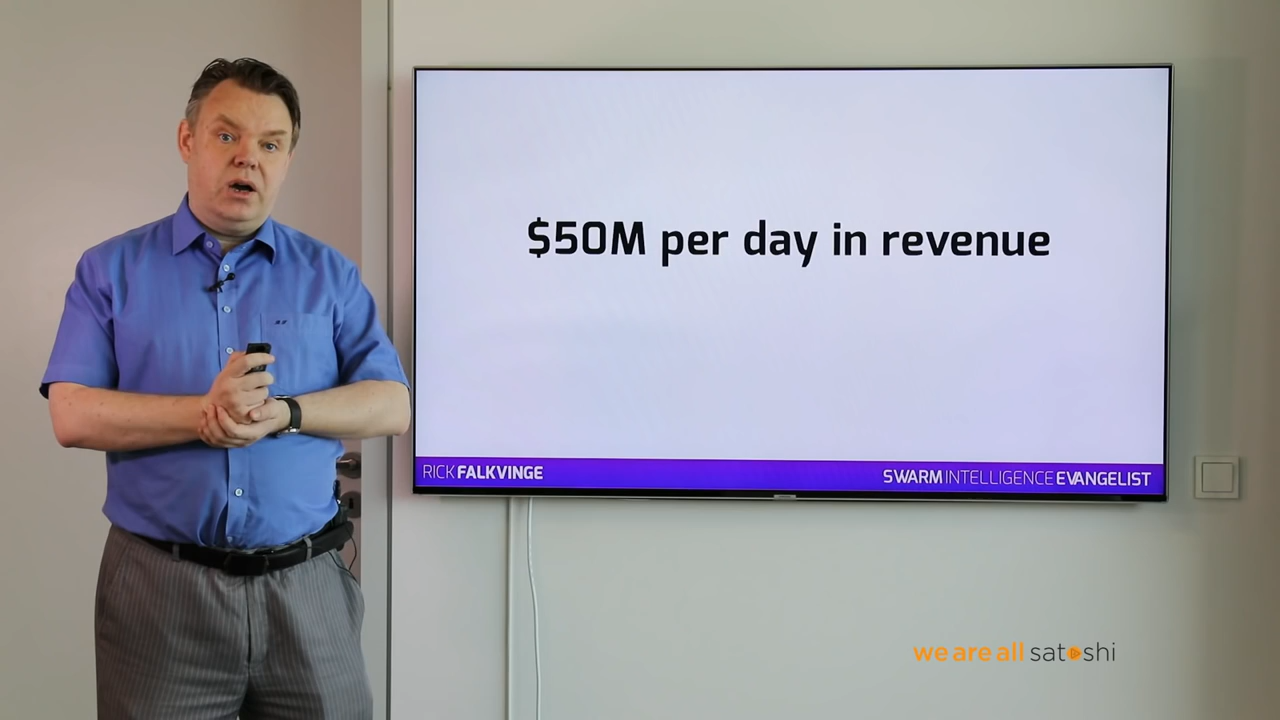 $50M per day in revenue
RICK FALKVINGE
SWARM INTELLIGENCE EVANGELIST
we are all satoshi